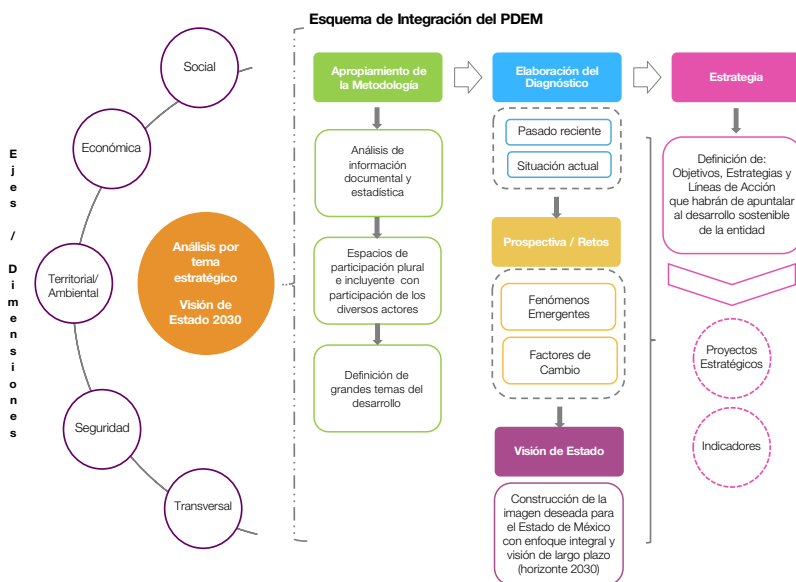 Esquema de Integración del PDEM
Ejes / Dimensiones
Social
Económica
Territorial/
Ambiental
Seguridad
Transversal
Análisis por
tema
estratégico
Visión de
Estado 2030
Apropiamiento de
la Metodología
Análisis de
información
documental y
estadística
Espacios de
participación plural
e incluyente con
participación de los
diversos actores
Definición de
grandes temas del
desarrollo
Elaboración del
Diagnóstico
Pasado reciente
Situación actual
Prospectiva / Retos
Fenómenos
Emergentes
Factores de
Cambio
Visión de Estado
Construcción de la
imagen deseada para
el Estado de México
con enfoque integral y
visión de largo plazo
(horizonte 2030)
Estrategia
Definición de:
Objetivos, Estrategias y
Líneas de Acción
que habrán de apuntalar
al desarrollo sostenible
de la entidad
Proyectos
Estratégicos
Indicadores